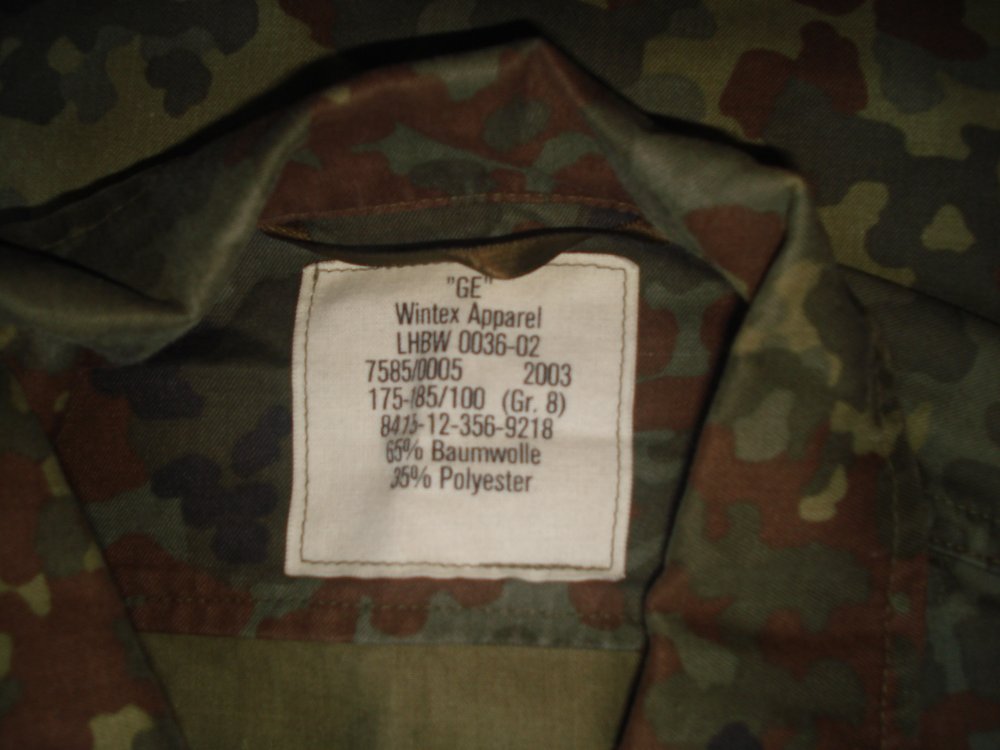 "GE"
Wintex Apparel
LHBW 0036-02
7585/0005 2003
175-185/100 (Gr. 8)
8415-12-356-9218
65% Baumwolle
35% Polyester